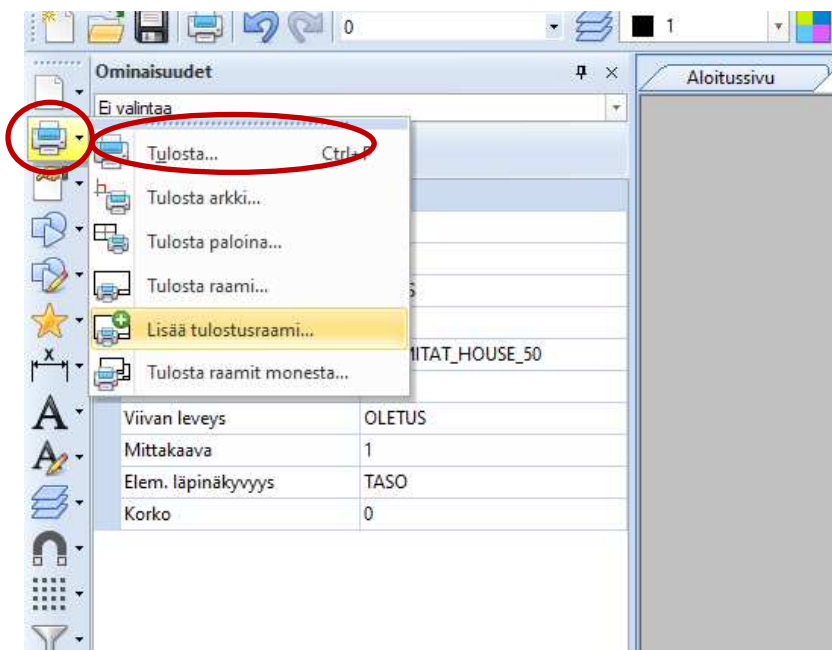 0
1
Ominaisuudet
Aloitussivu
Ei valintaa
Tulosta... Ctrl+P
Tulosta arkki...
Tulosta paloina...
Tulosta raami...
Lisää tulostusraami...
Tulosta raamit monesta...
Viivan leveys OLETUS
Mittakaava 1
Elem. läpinäkyvyys TASO
Korko 0